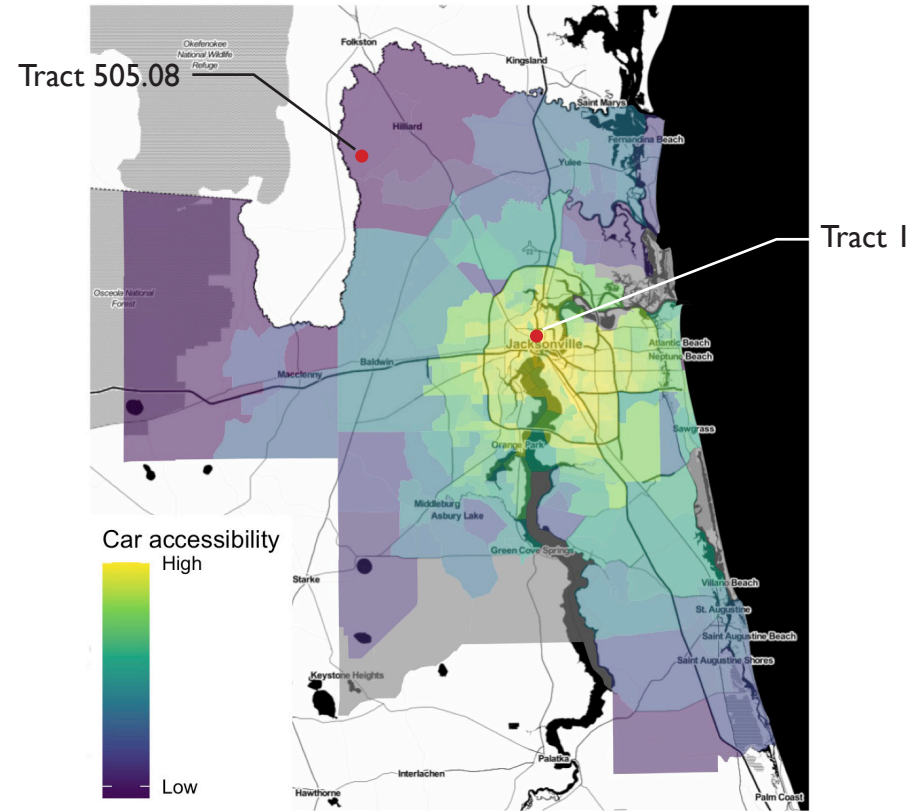 Okefenokee
National Wildlife
Refuge
Folkston
Kingsland
Tract 505.08
Saint Marys
Hilliard
Fernandina Beach
Yulee
Tract 1
Osceola National
Forest
Jacksonville
Atlantic Beach
Neptune Beach
Baldwin
Macclenny
Sawgrass
Orange Park
Middleburg
Asbury Lake
Car accessibility
High
Green Cove Springs
Starke
Villano Beach
St. Augustine
Saint Augustine Beach
Saint Augustine Shores
Keystone Heights
Palatka
Interlachen
Low
Hawthorne
Palm Coast